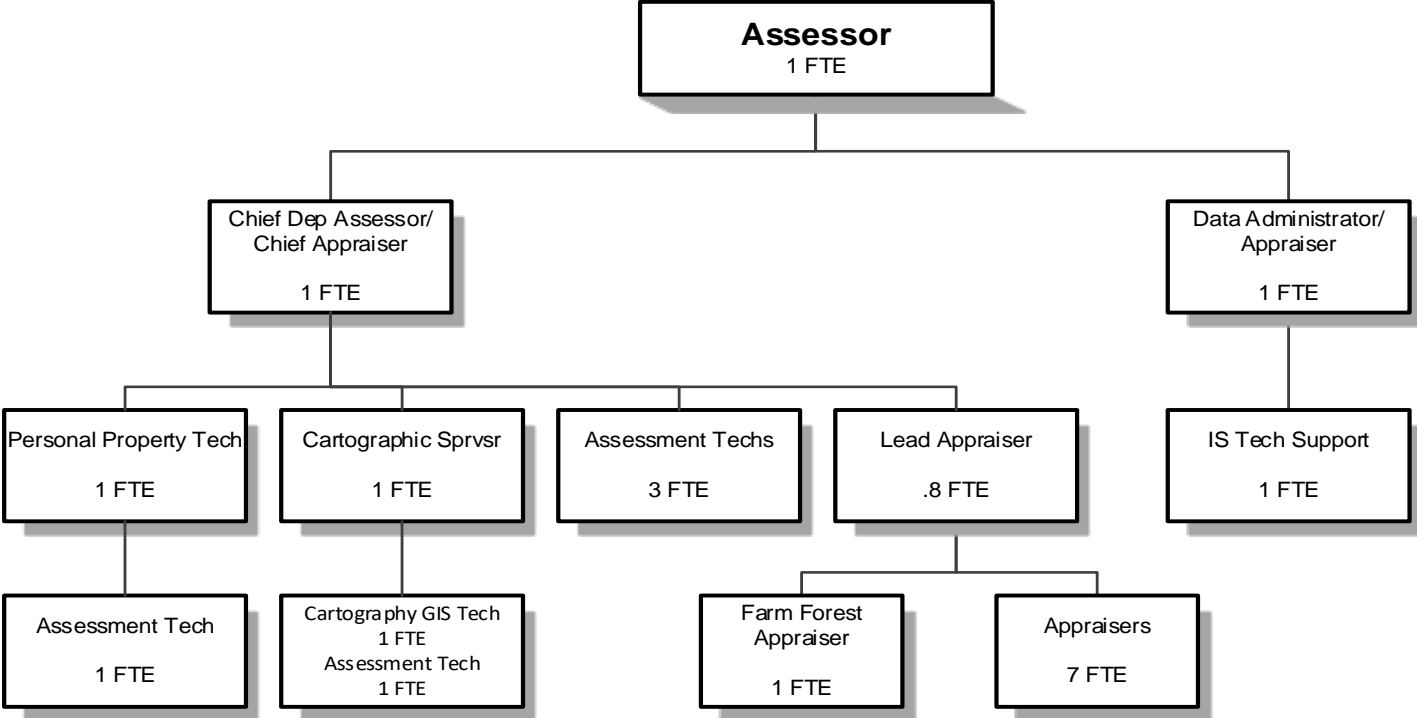 Assessor
1 FTE
Chief Dep Assessor/
Chief Appraiser
1 FTE
Data Administrator/
Appraiser
1 FTE
Personal Property Tech
1 FTE
Cartographic Sprvsr
1 FTE
Assessment Techs
3 FTE
Lead Appraiser
.8 FTE
IS Tech Support
1 FTE
Assessment Tech
1 FTE
Cartography GIS Tech
1 FTE
Assessment Tech
1 FTE
Farm Forest
Appraiser
1 FTE
Appraisers
7 FTE